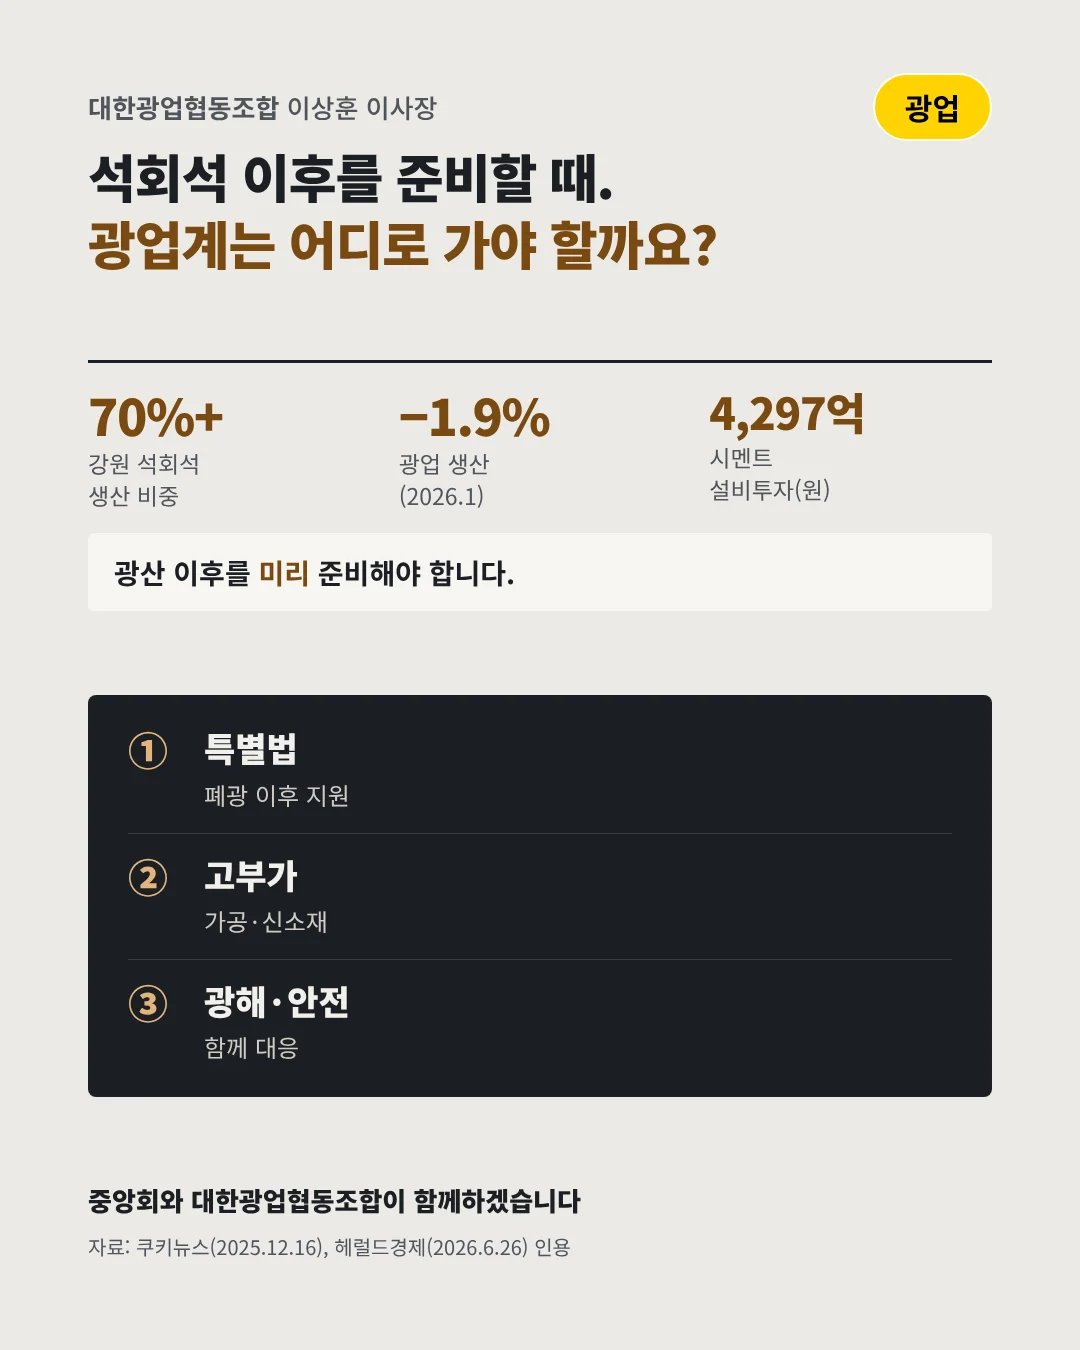 대한광업협동조합 이상훈 이사장
광업
석회석 이후를 준비할 때.
광업계는 어디로 가야 할까요?
70%+
강원 석회석
생산 비중
−1.9%
광업 생산
(2026.1)
4,297억
시멘트
설비투자(원)
광산 이후를 미리 준비해야 합니다.
① 특별법
폐광 이후 지원
② 고부가
가공·신소재
③ 광해·안전
함께 대응
중앙회와 대한광업협동조합이 함께하겠습니다
자료: 쿠키뉴스(2025.12.16), 헤럴드경제(2026.6.26) 인용